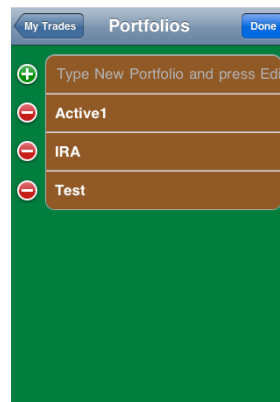 My Trades
Portfolios
Done
Type New Portfolio and press Edi
Active1
IRA
Test